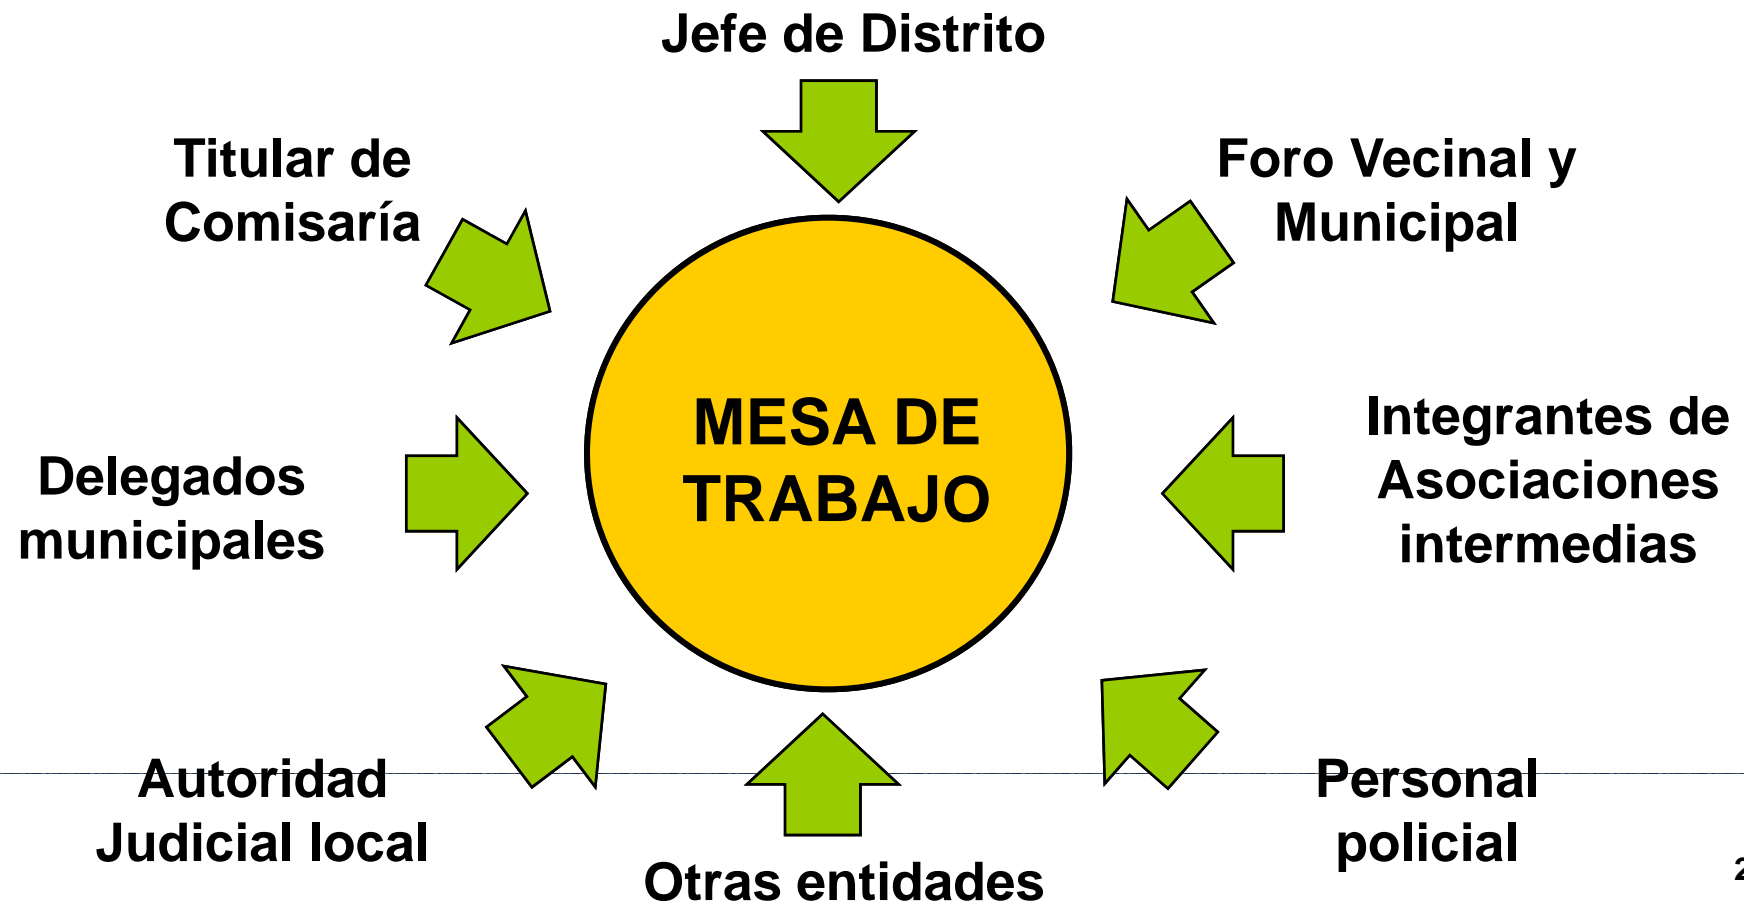 Jefe de Distrito
Titular de
Comisaría
Foro Vecinal y
Municipal
MESA DE
TRABAJO
Delegados
municipales
Integrantes de
Asociaciones
intermedias
Autoridad
Judicial local
Otras entidades
Personal
policial
2